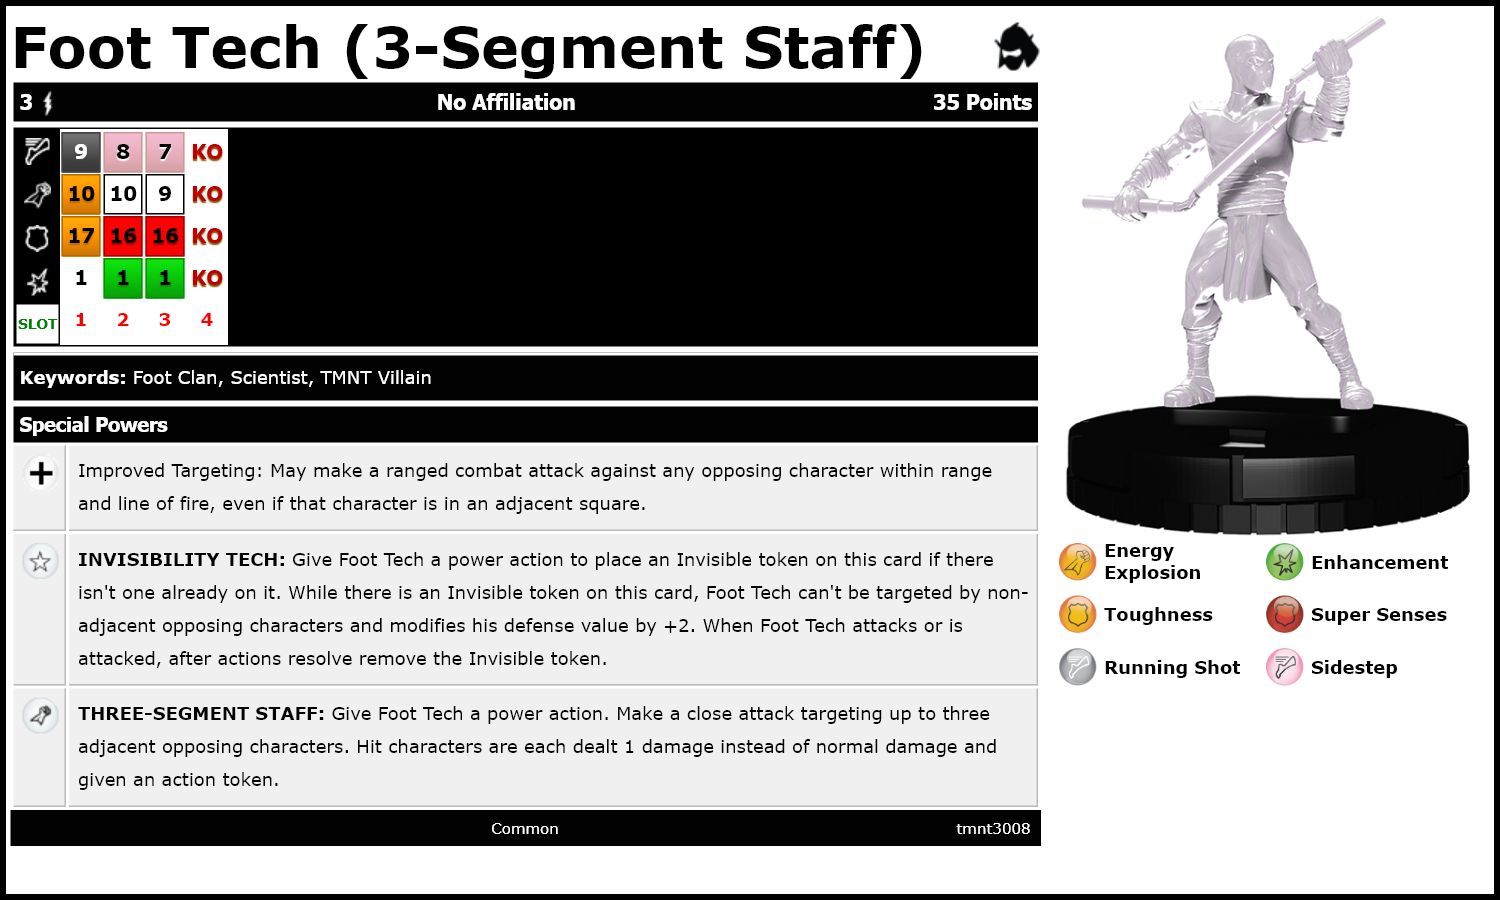 Foot Tech (3-Segment Staff)
3 No Affiliation 35 Points
9 8 7 KO
10 10 9 KO
17 16 16 KO
1 1 1 KO
SLOT 1 2 3 4
Keywords: Foot Clan, Scientist, TMNT Villain
Special Powers
Improved Targeting: May make a ranged combat attack against any opposing character within range
and line of fire, even if that character is in an adjacent square.
INVISIBILITY TECH: Give Foot Tech a power action to place an Invisible token on this card if there
isn't one already on it. While there is an Invisible token on this card, Foot Tech can't be targeted by non-
adjacent opposing characters and modifies his defense value by +2. When Foot Tech attacks or is
attacked, after actions resolve remove the Invisible token.
THREE-SEGMENT STAFF: Give Foot Tech a power action. Make a close attack targeting up to three
adjacent opposing characters. Hit characters are each dealt 1 damage instead of normal damage and
given an action token.
Common tmnt3008
Energy
Explosion
Enhancement
Toughness
Super Senses
Running Shot
Sidestep